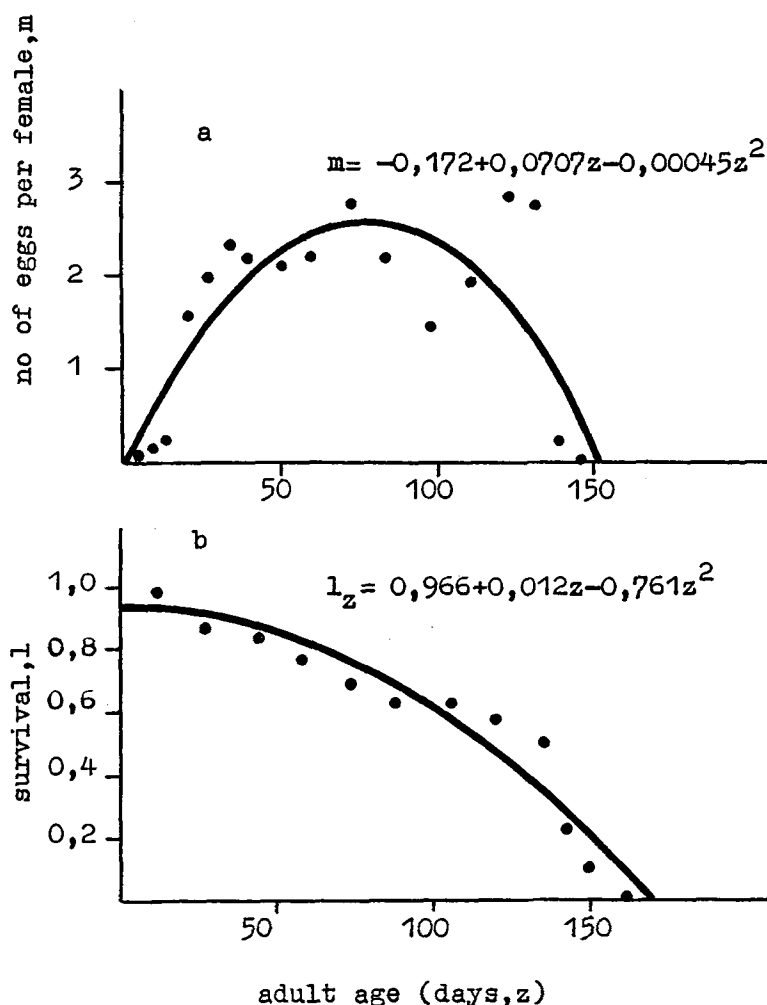 no of eggs per female,m
a
m= -0,172+0,0707z-0,00045z²
3
2
1
50 100 150
b
l_z= 0,966+0,012z-0,761z²
survival,l
1,0
0,8
0,6
0,4
0,2
50 100 150
adult age (days,z)